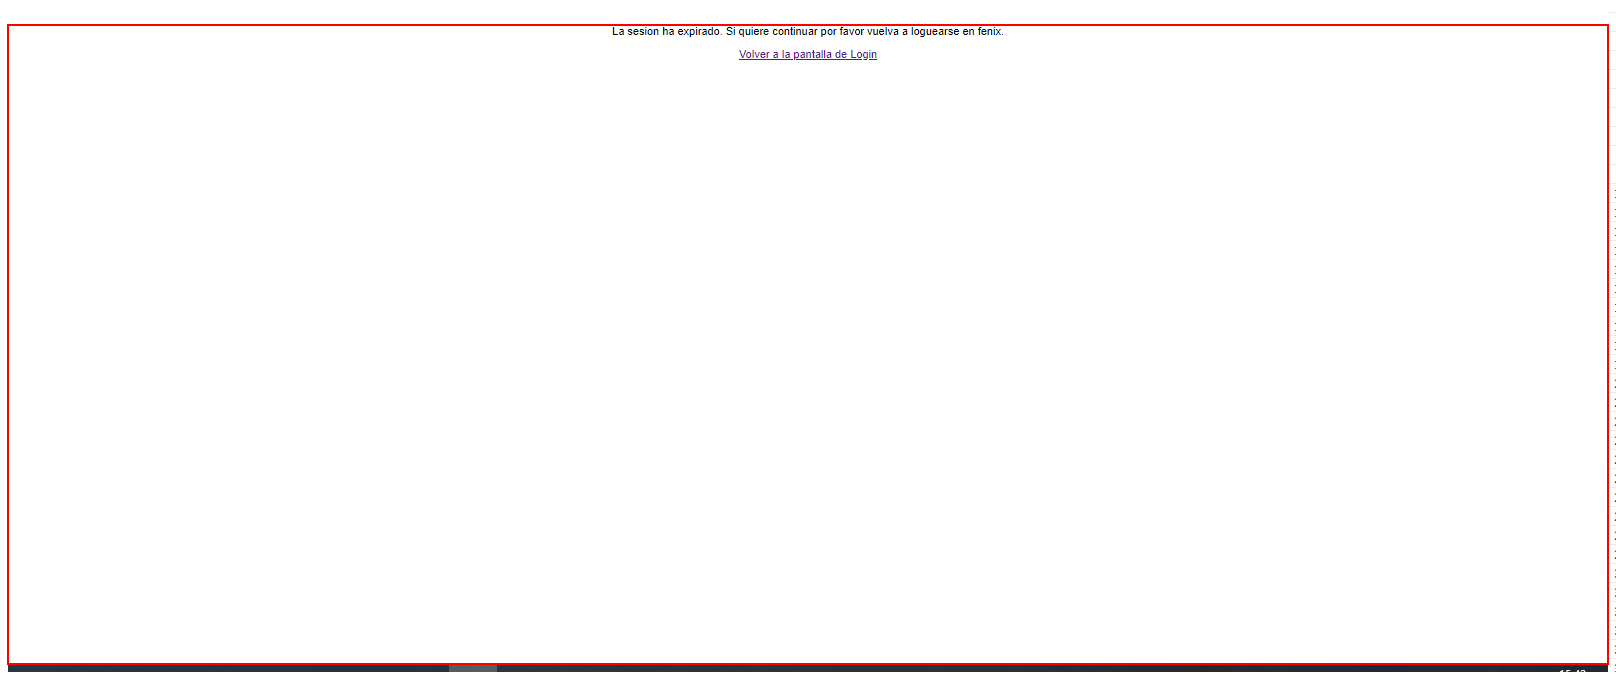 La sesion ha expirado. Si quiere continuar por favor vuelva a loguearse en fenix.
Volver a la pantalla de Login